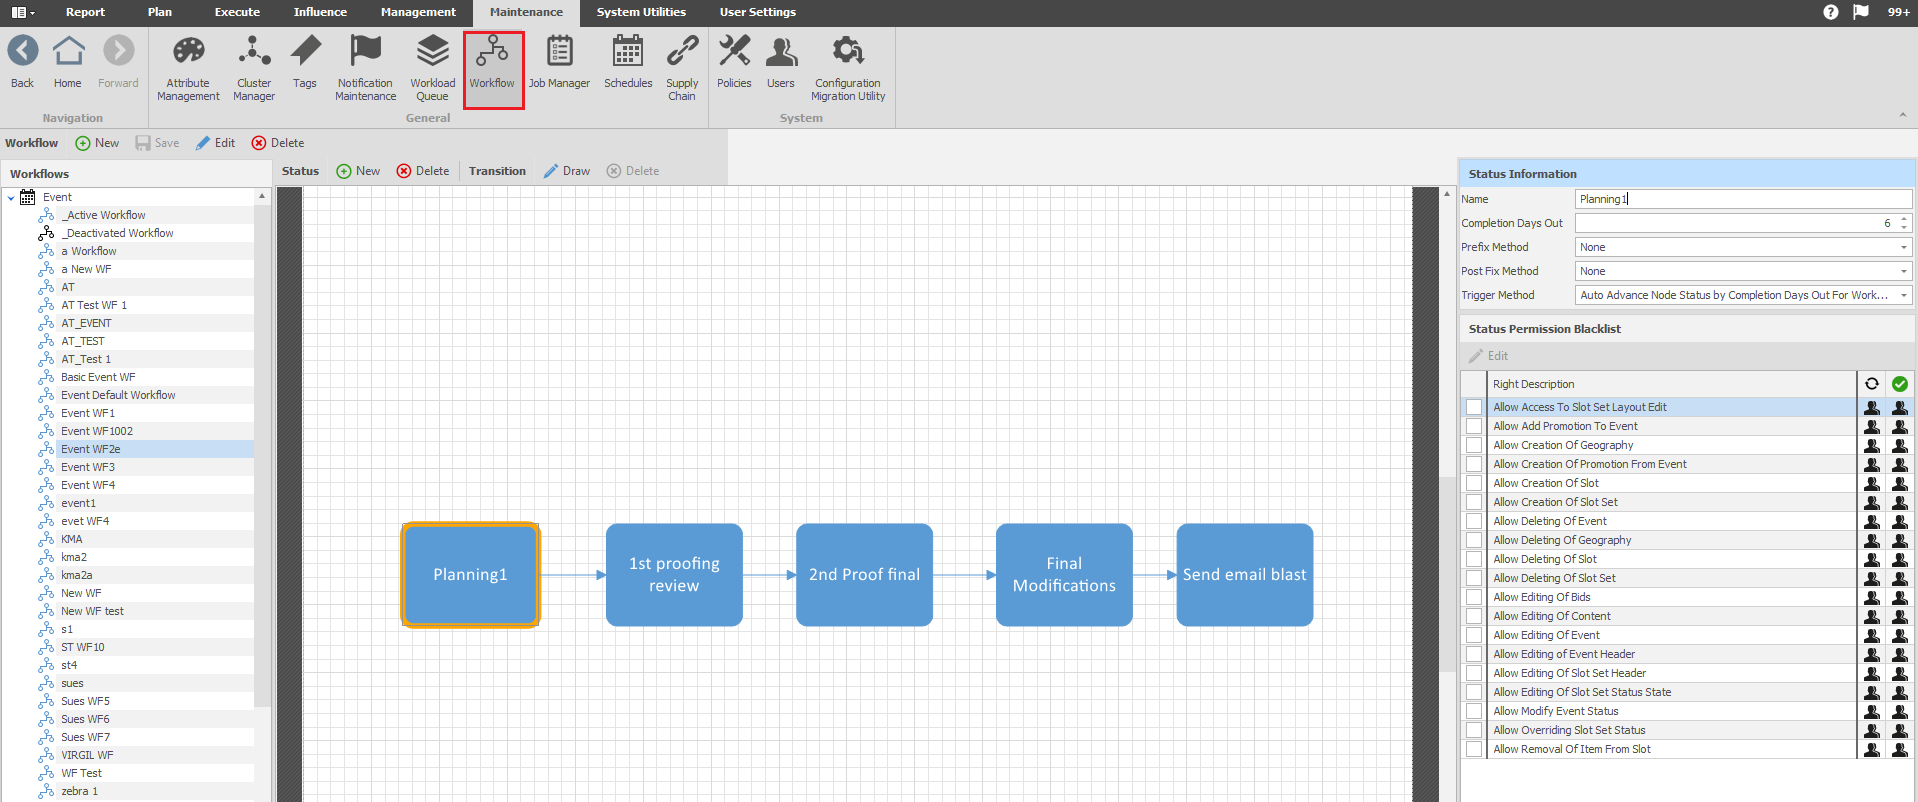 Report Plan Execute Influence Management Maintenance System Utilities User Settings ? 99+
Back Home Forward
Attribute Management
Cluster Manager
Tags
Notification Maintenance
Workload Queue
Workflow
Job Manager
Schedules
Supply Chain
Policies
Users
Configuration Migration Utility
Navigation General System
Workflow New Save Edit Delete
Workflows
Event
_Active Workflow
_Deactivated Workflow
a Workflow
a New WF
AT
AT Test WF 1
AT_EVENT
AT_TEST
AT_Test 1
Basic Event WF
Event Default Workflow
Event WF1
Event WF1002
Event WF2e
Event WF3
Event WF4
event1
evet WF4
KMA
kma2
kma2a
New WF
New WF test
s1
ST WF10
st4
sues
Sues WF5
Sues WF6
Sues WF7
VIRGIL WF
WF Test
zebra 1
Status New Delete Transition Draw Delete
Planning1
1st proofing
review
2nd Proof final
Final
Modifications
Send email blast
Status Information
Name Planning1
Completion Days Out 6
Prefix Method None
Post Fix Method None
Trigger Method Auto Advance Node Status by Completion Days Out For Work...
Status Permission Blacklist
Edit
Right Description
Allow Access To Slot Set Layout Edit
Allow Add Promotion To Event
Allow Creation Of Geography
Allow Creation Of Promotion From Event
Allow Creation Of Slot
Allow Creation Of Slot Set
Allow Deleting Of Event
Allow Deleting Of Geography
Allow Deleting Of Slot
Allow Deleting Of Slot Set
Allow Editing Of Bids
Allow Editing Of Content
Allow Editing Of Event
Allow Editing of Event Header
Allow Editing Of Slot Set Header
Allow Editing Of Slot Set Status State
Allow Modify Event Status
Allow Overriding Slot Set Status
Allow Removal Of Item From Slot